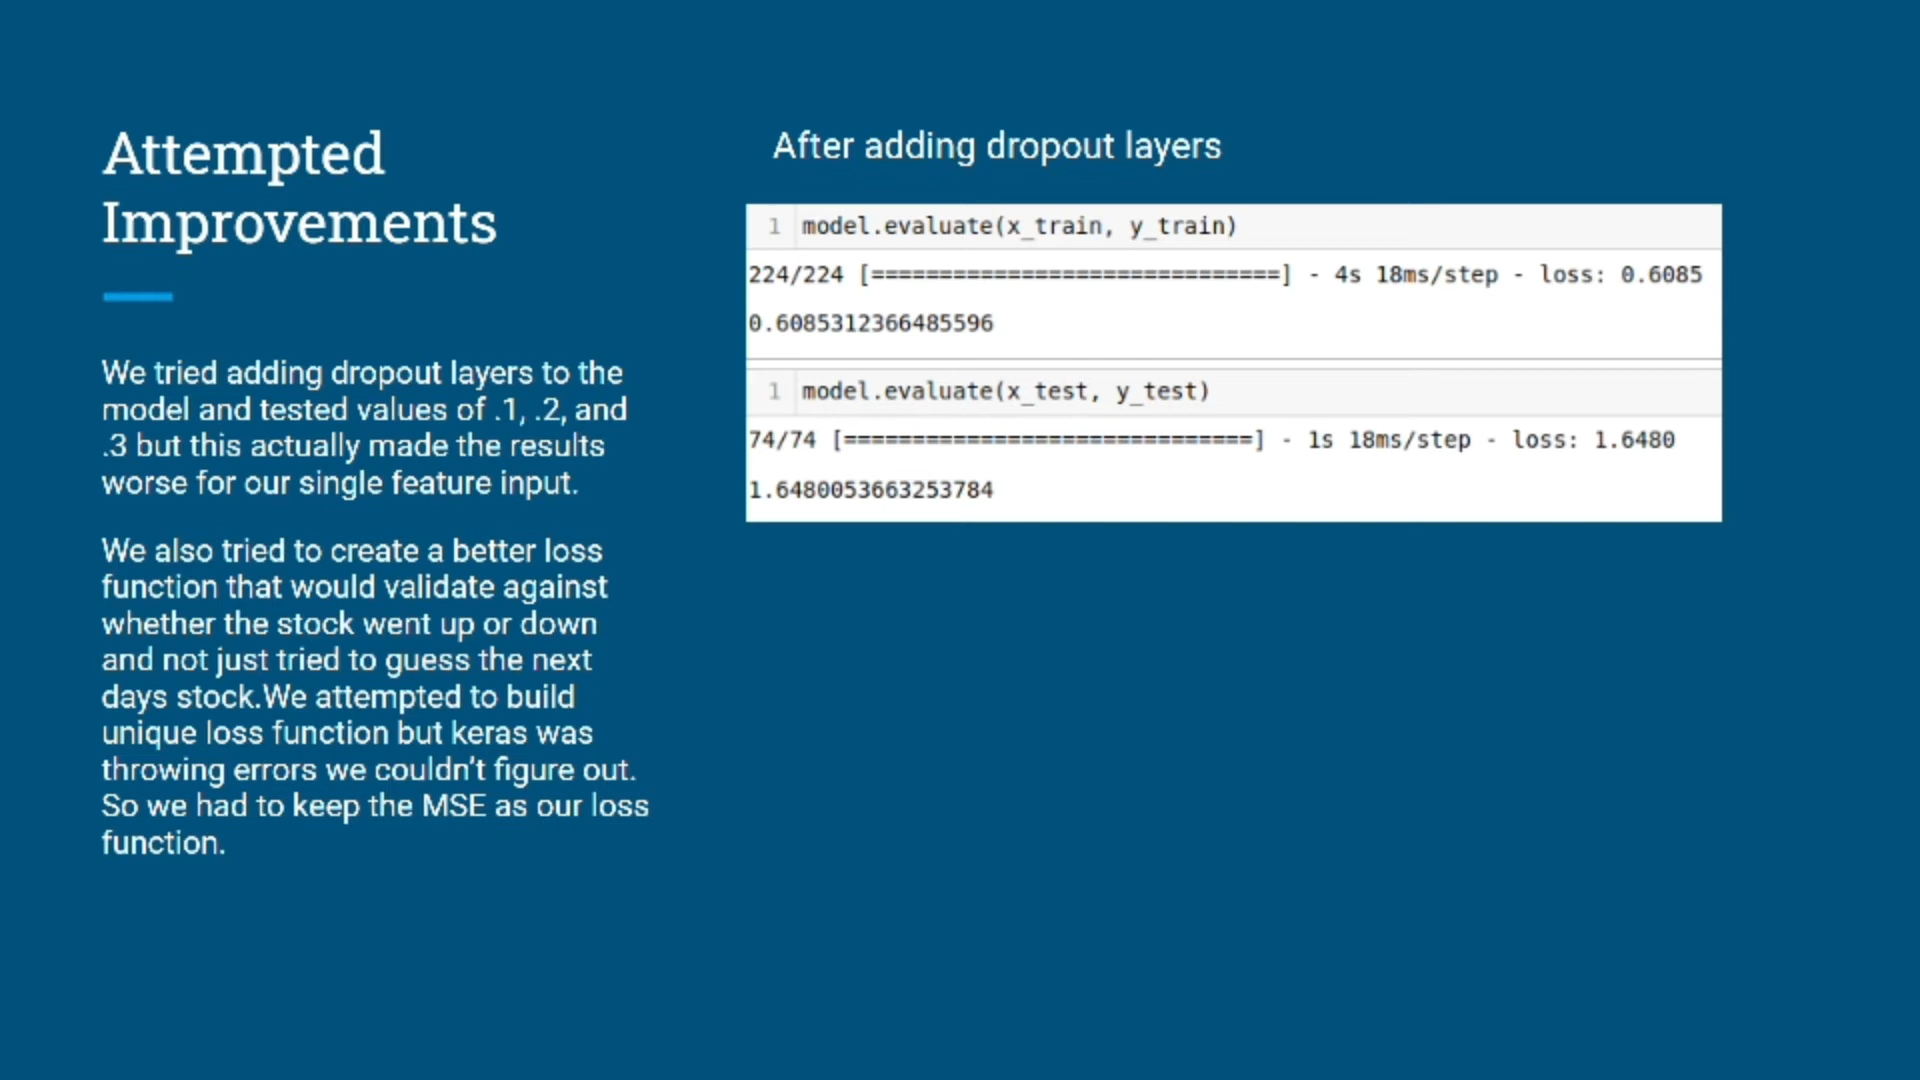 Attempted
Improvements
We tried adding dropout layers to the
model and tested values of .1, .2, and
.3 but this actually made the results
worse for our single feature input.
We also tried to create a better loss
function that would validate against
whether the stock went up or down
and not just tried to guess the next
days stock.We attempted to build
unique loss function but keras was
throwing errors we couldn't figure out.
So we had to keep the MSE as our loss
function.
After adding dropout layers
1 model.evaluate(x_train, y_train)
224/224 [==============================] - 4s 18ms/step - loss: 0.6085
0.6085312366485596
1 model.evaluate(x_test, y_test)
74/74 [==============================] - 1s 18ms/step - loss: 1.6480
1.6480053663253784